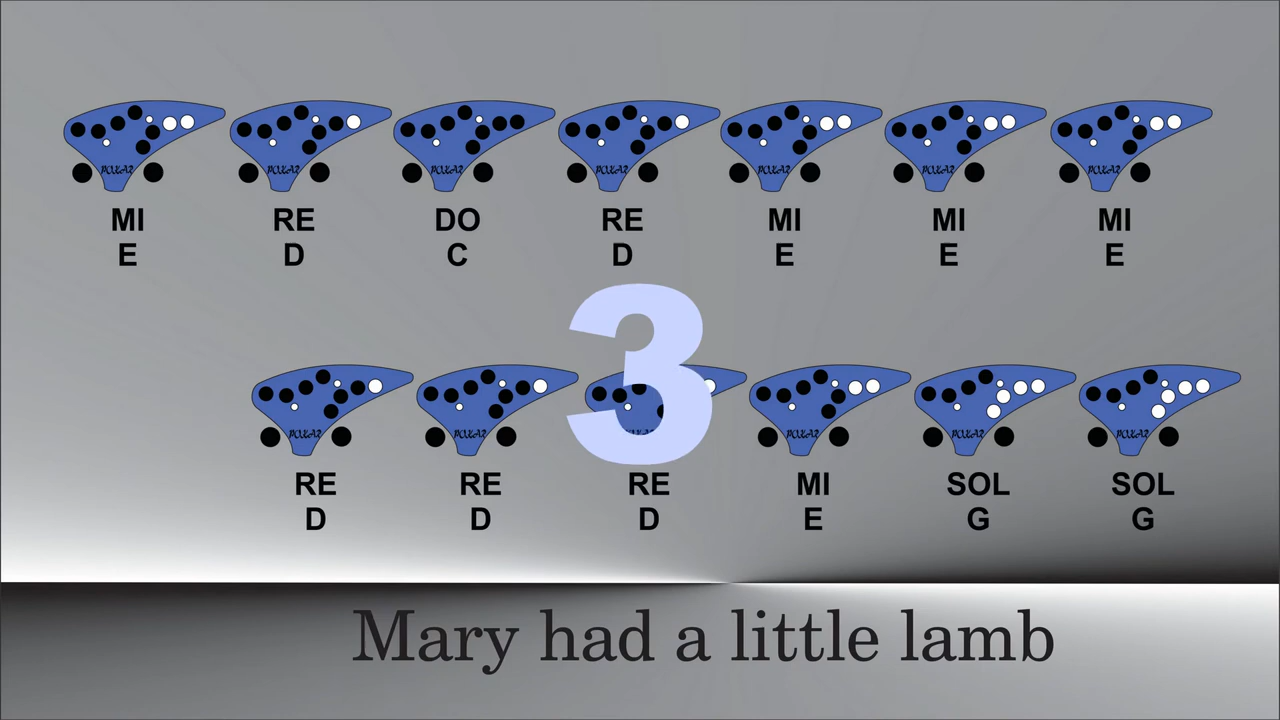 MI RE DO RE MI MI MI
E D C D E E E
3
RE RE RE MI SOL SOL
D D D E G G
Mary had a little lamb